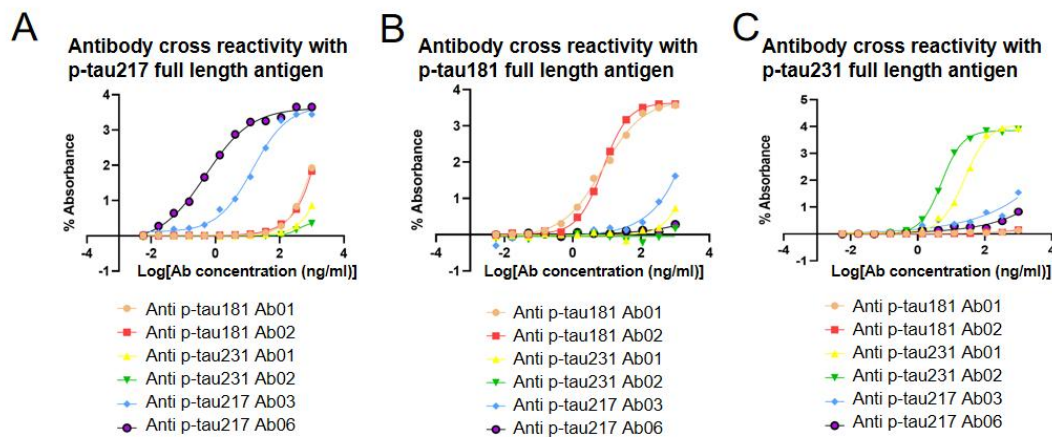 A
Antibody cross reactivity with
p-tau217 full length antigen
4
3
2
1
0
-1
% Absorbance
-4
-2
0
2
4
Log[Ab concentration (ng/ml)]
Anti p-tau181 Ab01
Anti p-tau181 Ab02
Anti p-tau231 Ab01
Anti p-tau231 Ab02
Anti p-tau217 Ab03
Anti p-tau217 Ab06
B
Antibody cross reactivity with
p-tau181 full length antigen
4
3
2
1
0
-1
% Absorbance
-4
-2
0
2
4
Log[Ab concentration (ng/ml)]
Anti p-tau181 Ab01
Anti p-tau181 Ab02
Anti p-tau231 Ab01
Anti p-tau231 Ab02
Anti p-tau217 Ab03
Anti p-tau217 Ab06
C
Antibody cross reactivity with
p-tau231 full length antigen
5
4
3
2
1
0
-1
% Absorbance
-4
-2
0
2
4
Log[Ab concentration (ng/ml)]
Anti p-tau181 Ab01
Anti p-tau181 Ab02
Anti p-tau231 Ab01
Anti p-tau231 Ab02
Anti p-tau217 Ab03
Anti p-tau217 Ab06